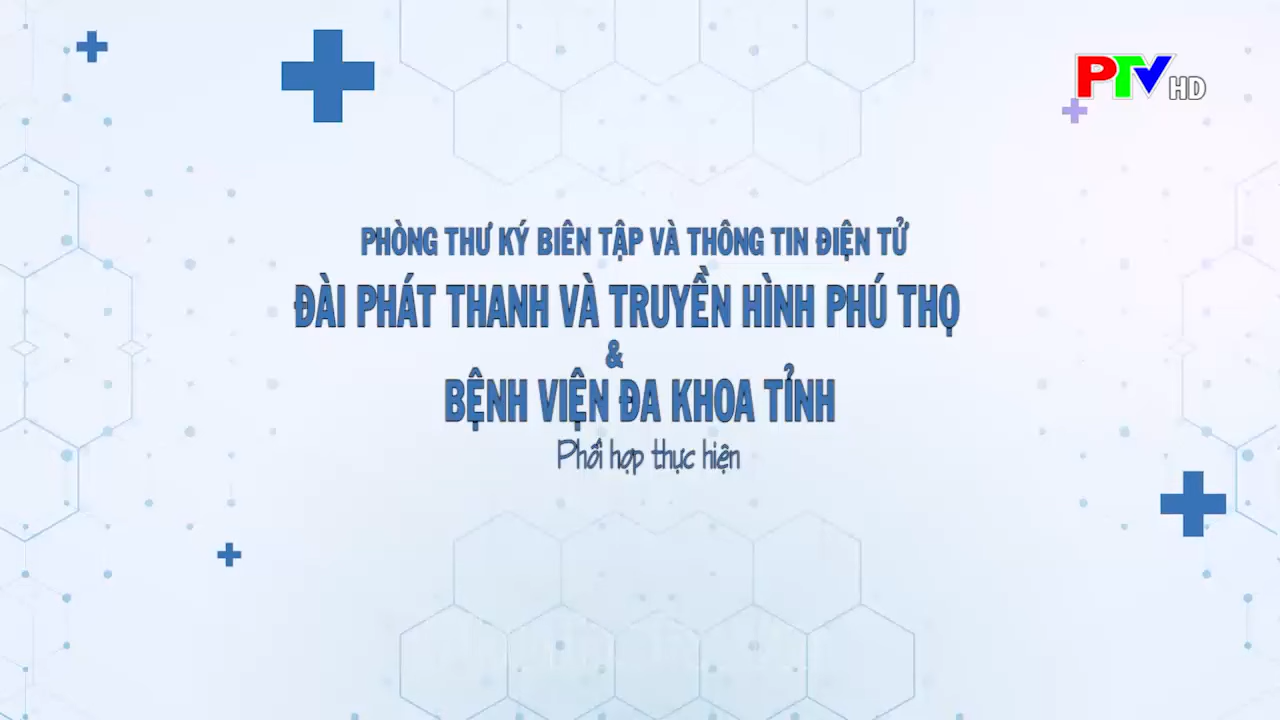 PTV HD
PHÒNG THƯ KÝ BIÊN TẬP VÀ THÔNG TIN ĐIỆN TỬ
ĐÀI PHÁT THANH VÀ TRUYỀN HÌNH PHÚ THỌ
&
BỆNH VIỆN ĐA KHOA TỈNH
Phối hợp thực hiện